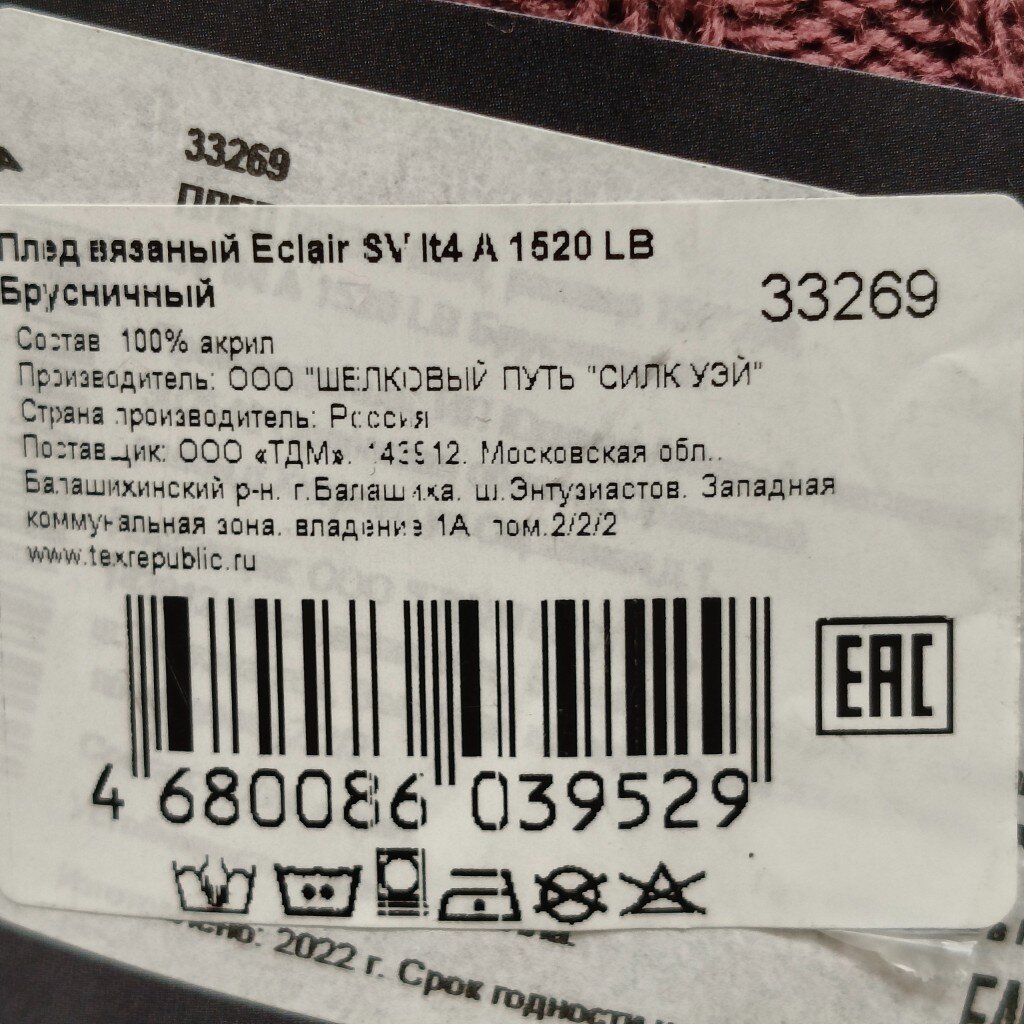 33269
Плед вязаный Eclair SV lt4 A 1520 LB
Брусничный
33269
Состав 100% акрил
Производитель: ООО "ШЕЛКОВЫЙ ПУТЬ "СИЛК УЭЙ"
Страна производитель: Россия
Поставщик: ООО «ТДМ». 143912. Московская обл..
Балашихинский р-н. г.Балашиха. ш.Энтузиастов. Западная
коммунальная зона. владение 1А пом.2/2/2
www.texrepublic.ru
EAC
4 680086 039529
2022 г. Срок годности